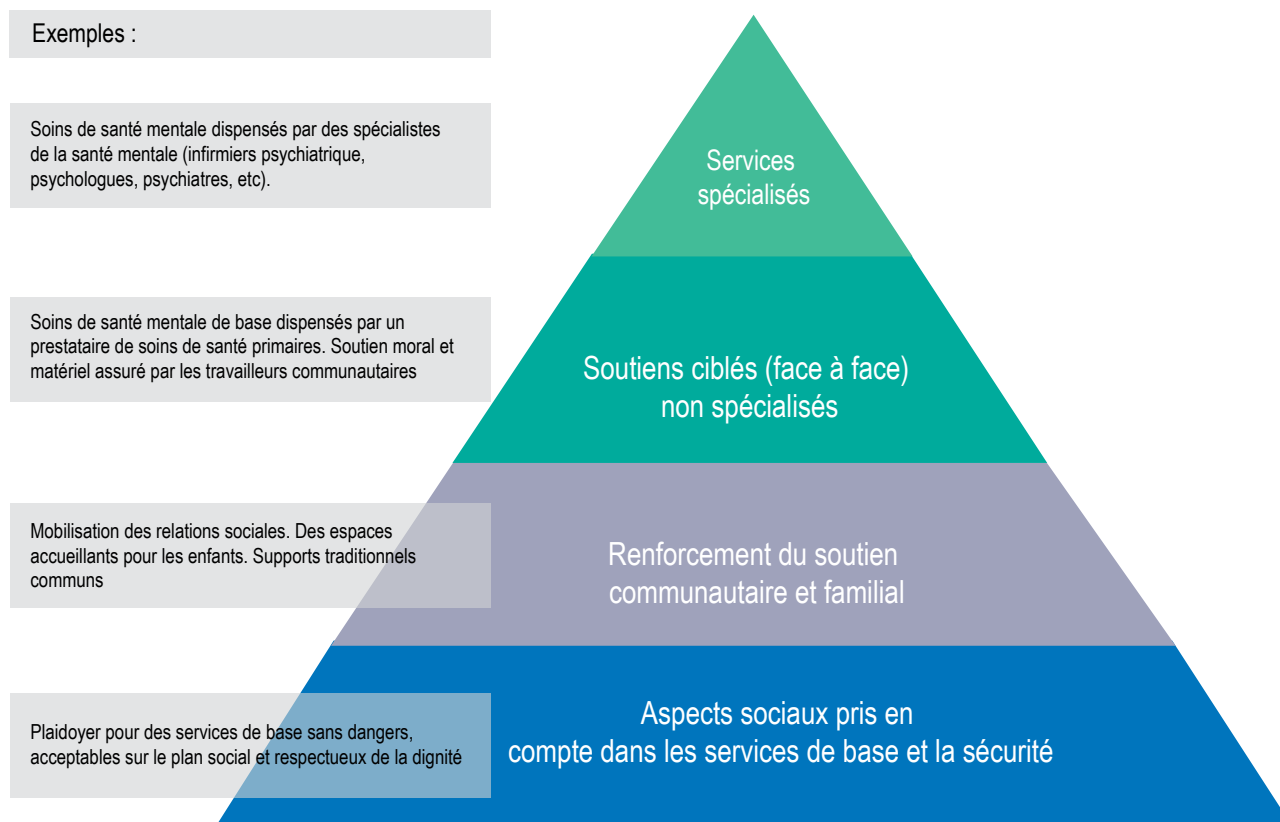 Exemples :
Soins de santé mentale dispensés par des spécialistes
de la santé mentale (infirmiers psychiatrique,
psychologues, psychiatres, etc).
Services
spécialisés
Soins de santé mentale de base dispensés par un
prestataire de soins de santé primaires. Soutien moral et
matériel assuré par les travailleurs communautaires
Soutiens ciblés (face à face)
non spécialisés
Mobilisation des relations sociales. Des espaces
accueillants pour les enfants. Supports traditionnels
communs
Renforcement du soutien
communautaire et familial
Plaidoyer pour des services de base sans dangers,
acceptables sur le plan social et respectueux de la dignité
Aspects sociaux pris en
compte dans les services de base et la sécurité